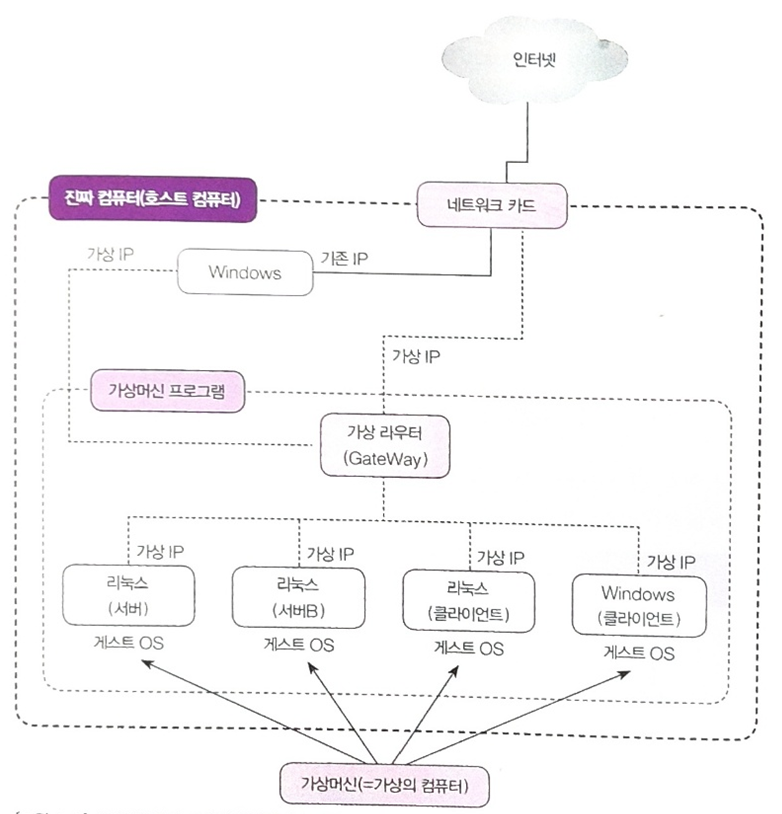 인터넷
진짜 컴퓨터(호스트 컴퓨터)
네트워크 카드
가상 IP
Windows
기존 IP
가상 IP
가상머신 프로그램
가상 라우터
(GateWay)
가상 IP
가상 IP
가상 IP
가상 IP
리눅스
(서버)
리눅스
(서버B)
리눅스
(클라이언트)
Windows
(클라이언트)
게스트 OS
게스트 OS
게스트 OS
게스트 OS
가상머신(=가상의 컴퓨터)